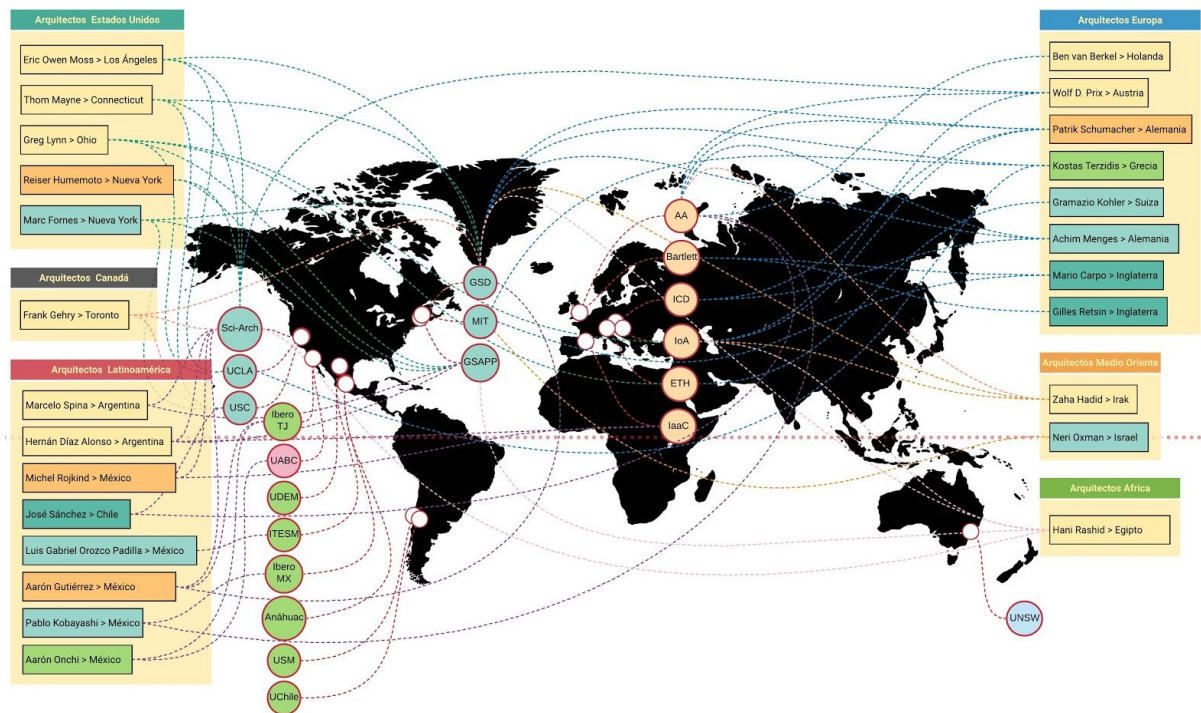 Arquitectos Estados Unidos
Eric Owen Moss > Los Ángeles
Thom Mayne > Connecticut
Greg Lynn > Ohio
Reiser Humemoto > Nueva York
Marc Fornes > Nueva York
Arquitectos Canadá
Frank Gehry > Toronto
Arquitectos Latinoamérica
Marcelo Spina > Argentina
Hernán Díaz Alonso > Argentina
Michel Rojkind > México
José Sánchez > Chile
Luis Gabriel Orozco Padilla > México
Aarón Gutiérrez > México
Pablo Kobayashi > México
Aarón Onchi > México
Sci-Arch
UCLA
USC
Ibero
TJ
UABC
UDEM
ITESM
Ibero
MX
Anáhuac
USM
UChile
GSD
MIT
GSAPP
AA
Bartlett
ICD
IoA
ETH
IaaC
UNSW
Arquitectos Europa
Ben van Berkel > Holanda
Wolf D. Prix > Austria
Patrik Schumacher > Alemania
Kostas Terzidis > Grecia
Gramazio Kohler > Suiza
Achim Menges > Alemania
Mario Carpo > Inglaterra
Gilles Retsin > Inglaterra
Arquitectos Medio Oriente
Zaha Hadid > Irak
Neri Oxman > Israel
Arquitectos Africa
Hani Rashid > Egipto